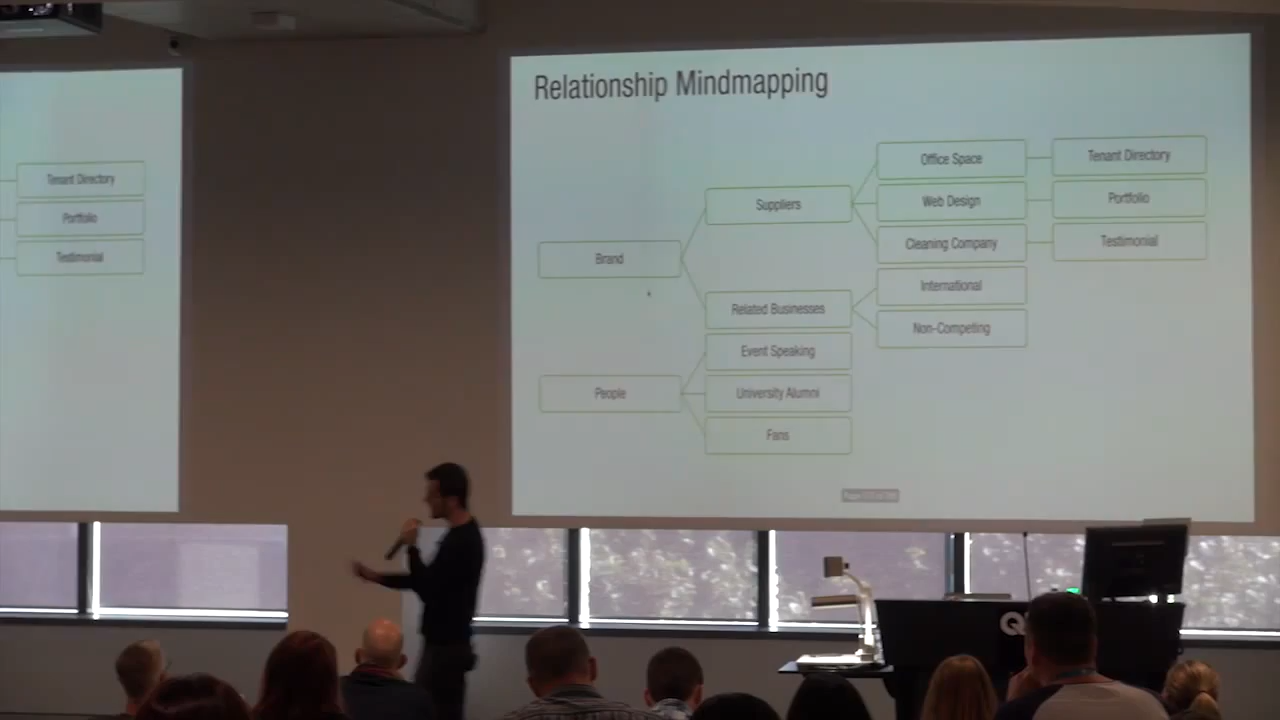 Tenant Directory
Portfolio
Testimonial
Relationship Mindmapping
Brand
Suppliers
Office Space
Tenant Directory
Web Design
Portfolio
Cleaning Company
Testimonial
Related Businesses
International
Non-Competing
People
Event Speaking
University Alumni
Fans